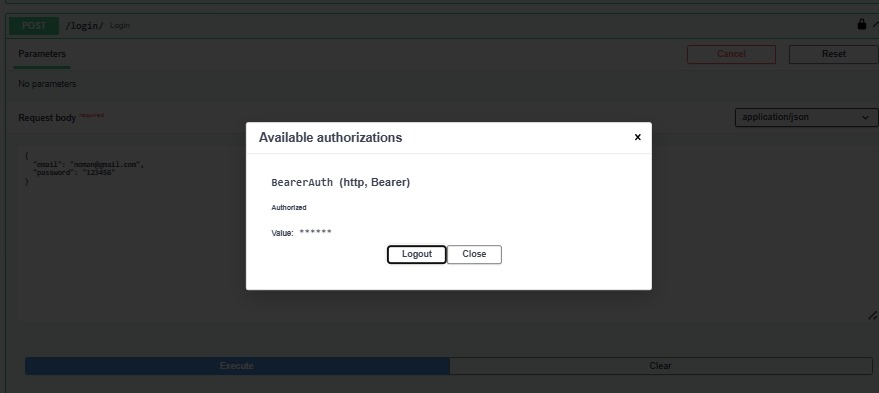 POST /login/ Login
Parameters
Cancel
Reset
No parameters
Request body required
application/json
{
"email": "noman@gmail.com",
"password": "123456"
}
Available authorizations
×
BearerAuth (http, Bearer)
Authorized
Value: ******
Logout
Close
Execute
Clear